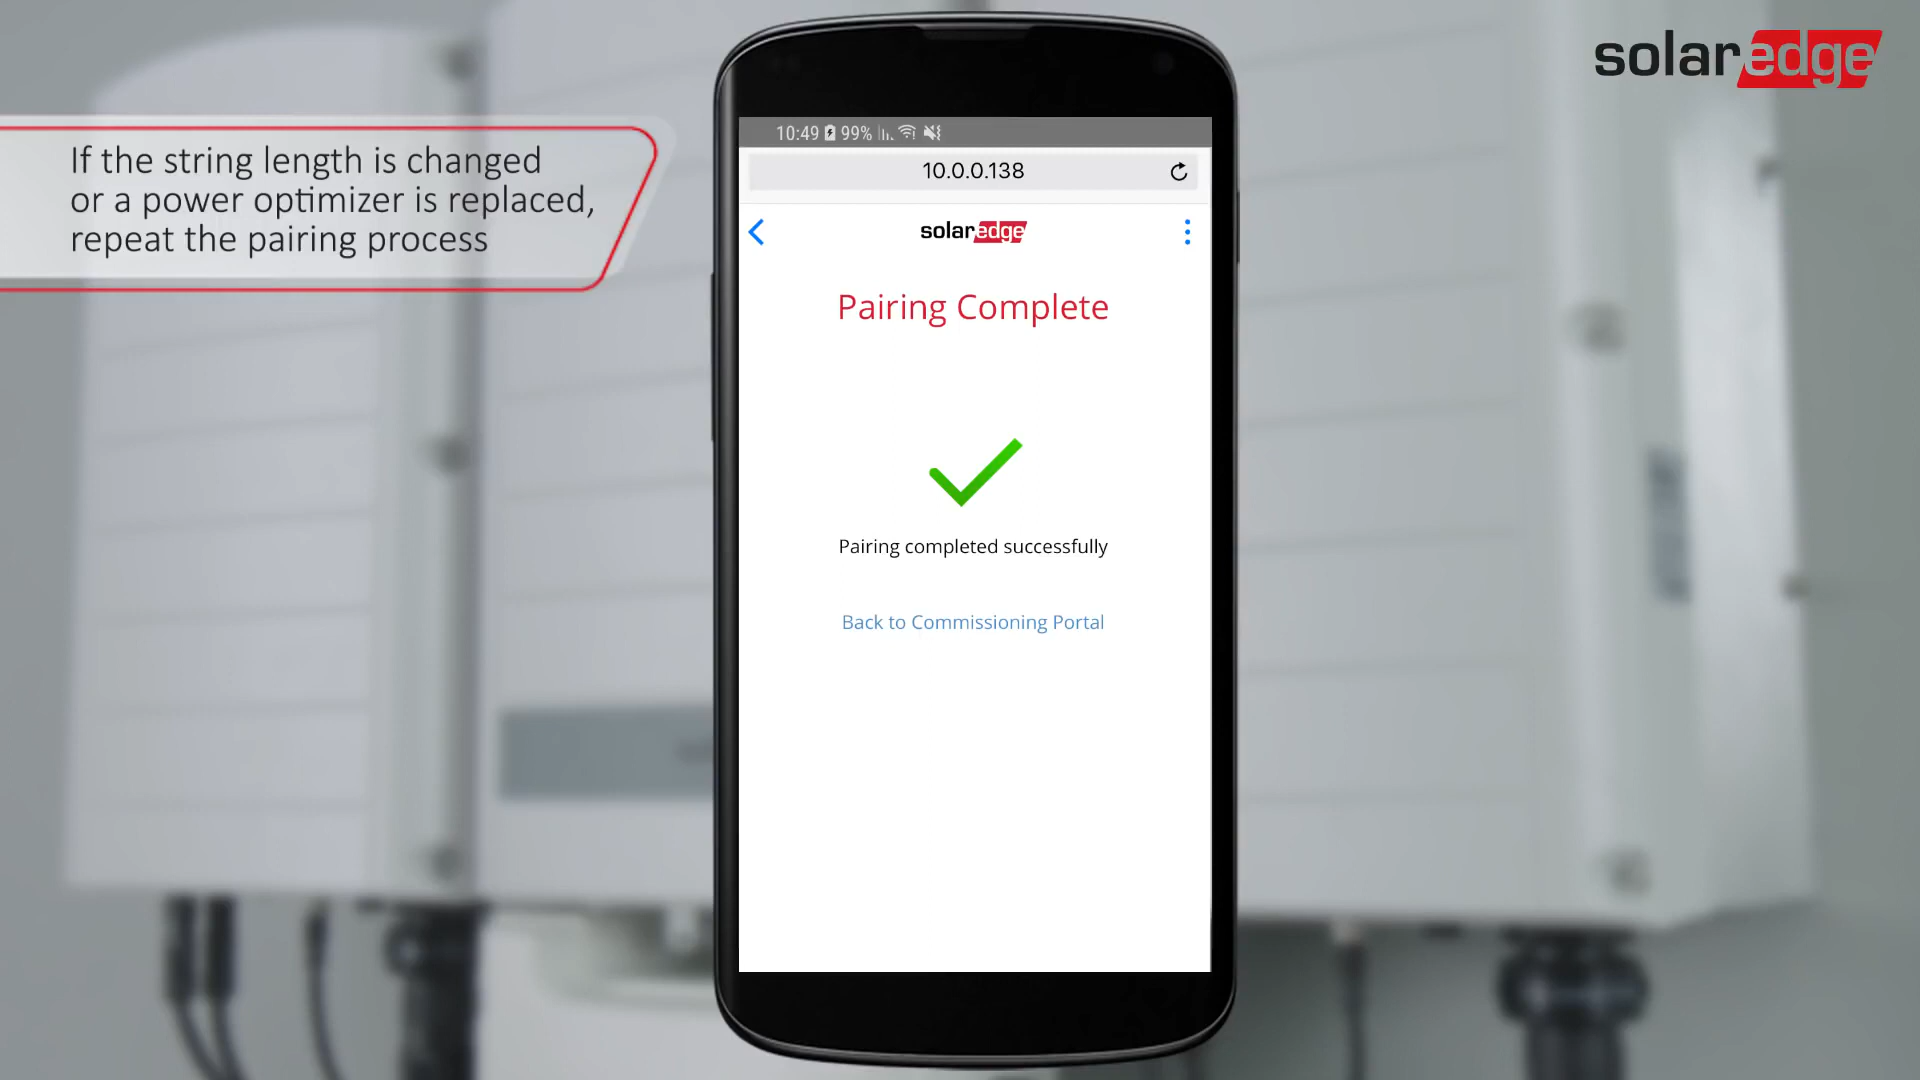 solaredge
If the string length is changed
or a power optimizer is replaced,
repeat the pairing process
10:49 99%
10.0.0.138
solaredge
Pairing Complete
Pairing completed successfully
Back to Commissioning Portal